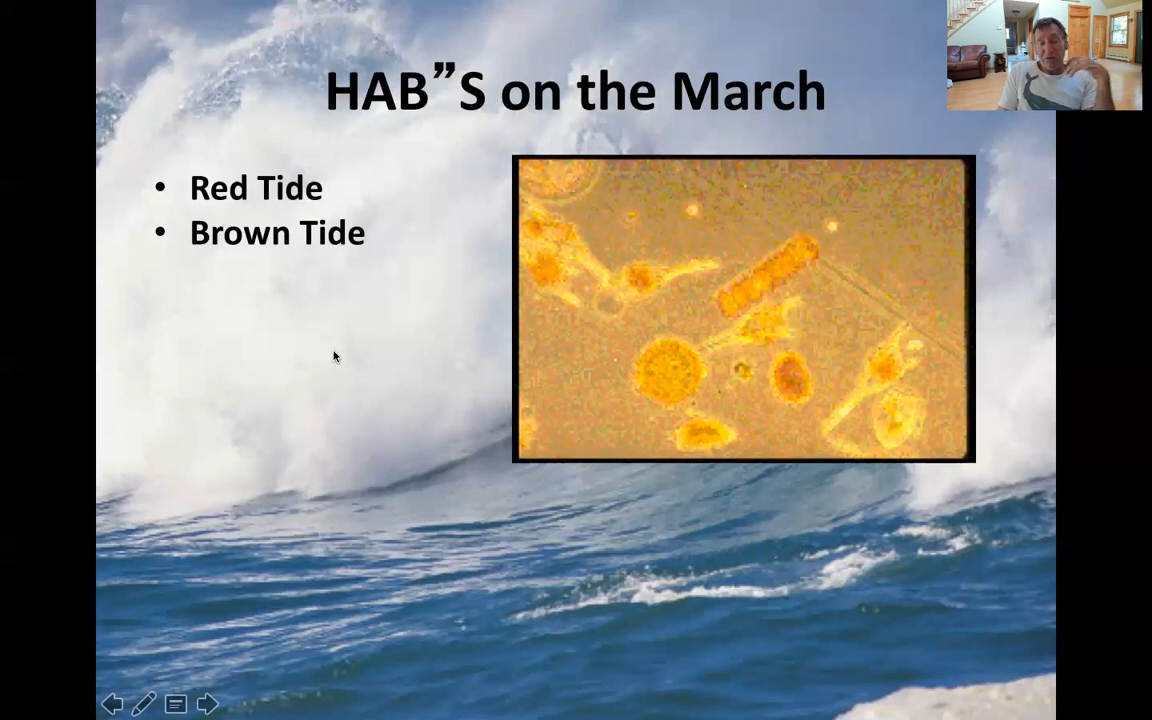 HAB”S on the March
• Red Tide
• Brown Tide